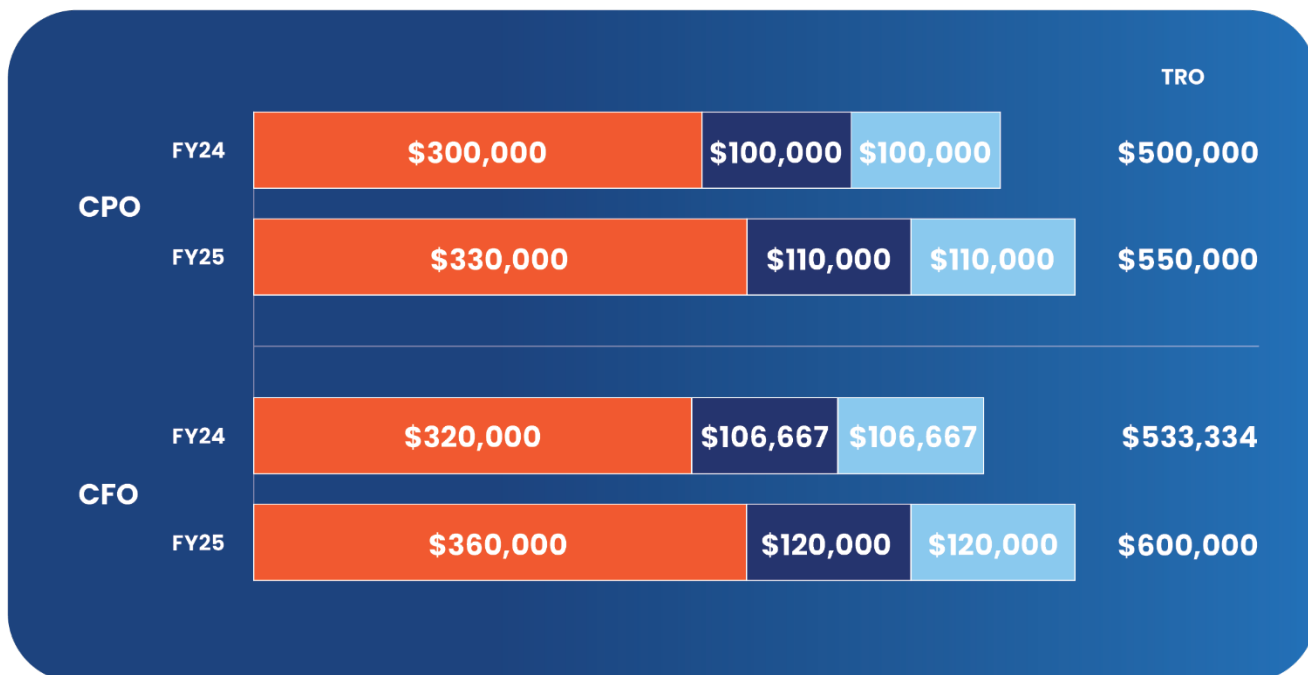 TRO
FY24 $300,000 $100,000 $100,000 $500,000
CPO
FY25 $330,000 $110,000 $110,000 $550,000
FY24 $320,000 $106,667 $106,667 $533,334
CFO
FY25 $360,000 $120,000 $120,000 $600,000